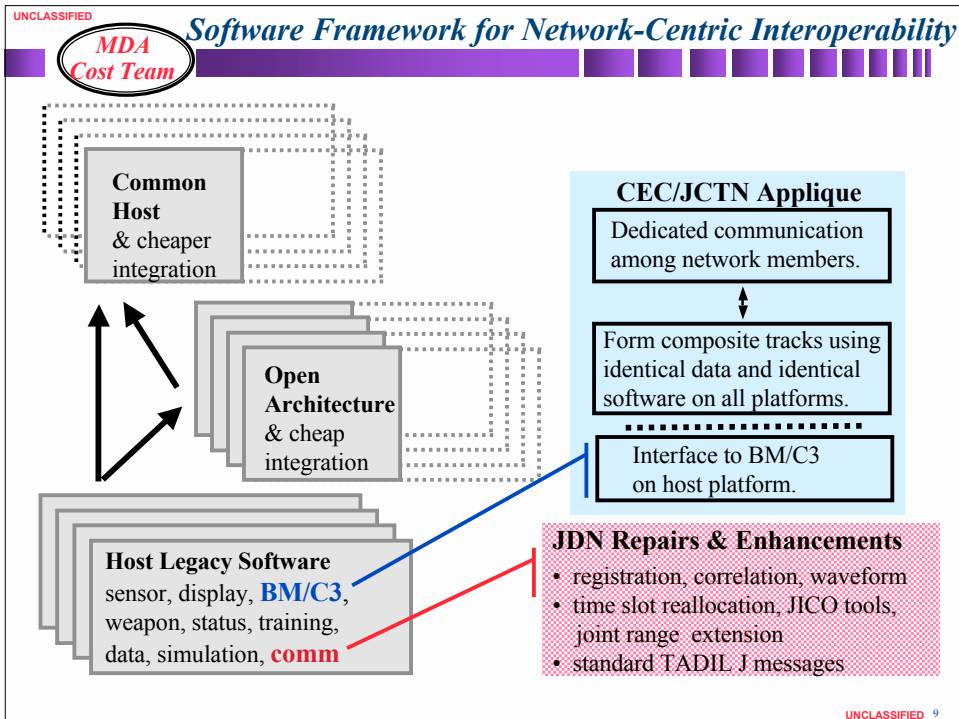 UNCLASSIFIED
Software Framework for Network-Centric Interoperability
MDA
Cost Team
Common
Host
& cheaper
integration
Open
Architecture
& cheap
integration
Host Legacy Software
sensor, display, BM/C3,
weapon, status, training,
data, simulation, comm
CEC/JCTN Applique
Dedicated communication
among network members.
Form composite tracks using
identical data and identical
software on all platforms.
Interface to BM/C3
on host platform.
JDN Repairs & Enhancements
• registration, correlation, waveform
• time slot reallocation, JICO tools,
joint range extension
• standard TADIL J messages
UNCLASSIFIED 9